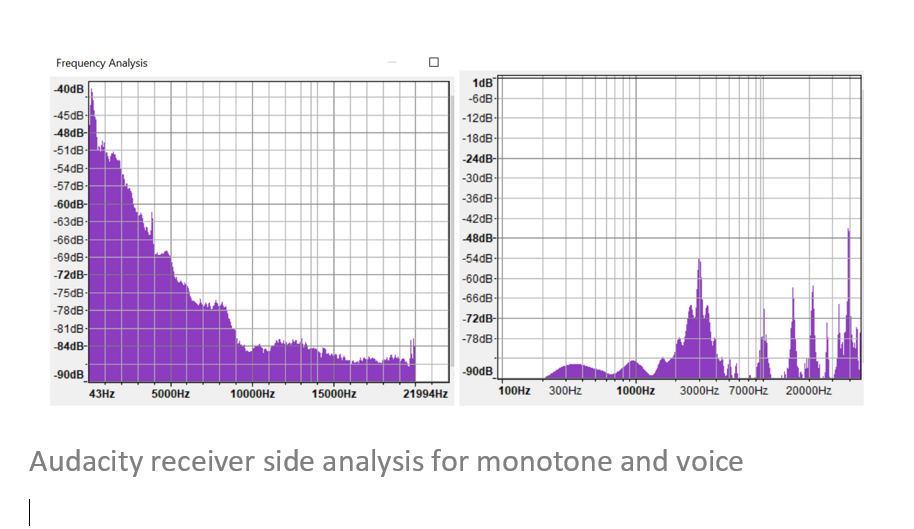 Frequency Analysis
-40dB
-45dB
-48dB
-51dB
-54dB
-57dB
-60dB
-63dB
-66dB
-69dB
-72dB
-75dB
-78dB
-81dB
-84dB
-90dB
43Hz 5000Hz 10000Hz 15000Hz 21994Hz
1dB
-6dB
-12dB
-18dB
-24dB
-30dB
-36dB
-42dB
-48dB
-54dB
-60dB
-66dB
-72dB
-78dB
-90dB
100Hz 300Hz 1000Hz 3000Hz 7000Hz 20000Hz
Audacity receiver side analysis for monotone and voice